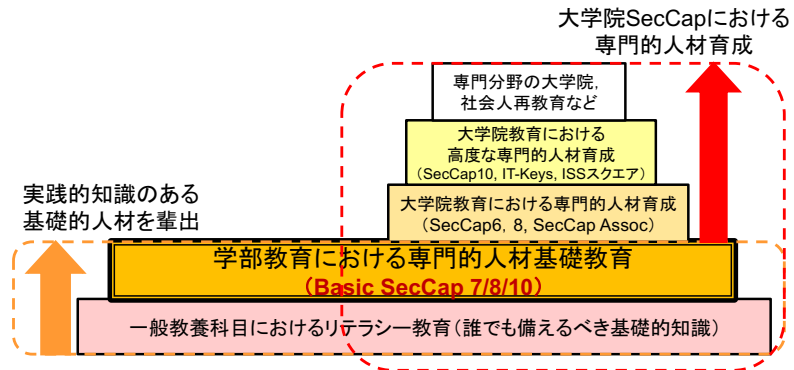 大学院SecCapにおける
専門的人材育成
専門分野の大学院,
社会人再教育など
大学院教育における
高度な専門的人材育成
(SecCap10, IT-Keys, ISSスクエア)
実践的知識のある
基礎的人材を輩出
大学院教育における専門的人材育成
(SecCap6, 8, SecCap Assoc)
学部教育における専門的人材基礎教育
(Basic SecCap 7/8/10)
一般教養科目におけるリテラシー教育(誰でも備えるべき基礎的知識)